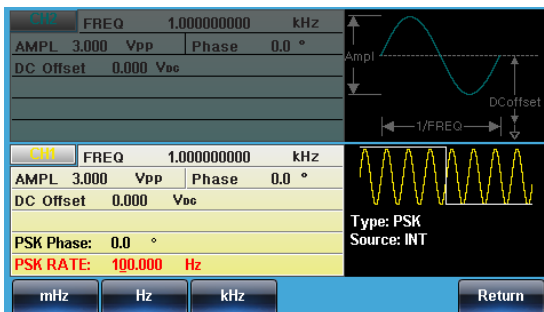 CH2 FREQ 1.000000000 kHz
AMPL 3.000 Vpp Phase 0.0 °
DC Offset 0.000 VDC
Ampl
DCoffset
1/FREQ
CH1 FREQ 1.000000000 kHz
AMPL 3.000 Vpp Phase 0.0 °
DC Offset 0.000 VDC
PSK Phase: 0.0 °
PSK RATE: 100.000 Hz
Type: PSK
Source: INT
mHz Hz kHz Return